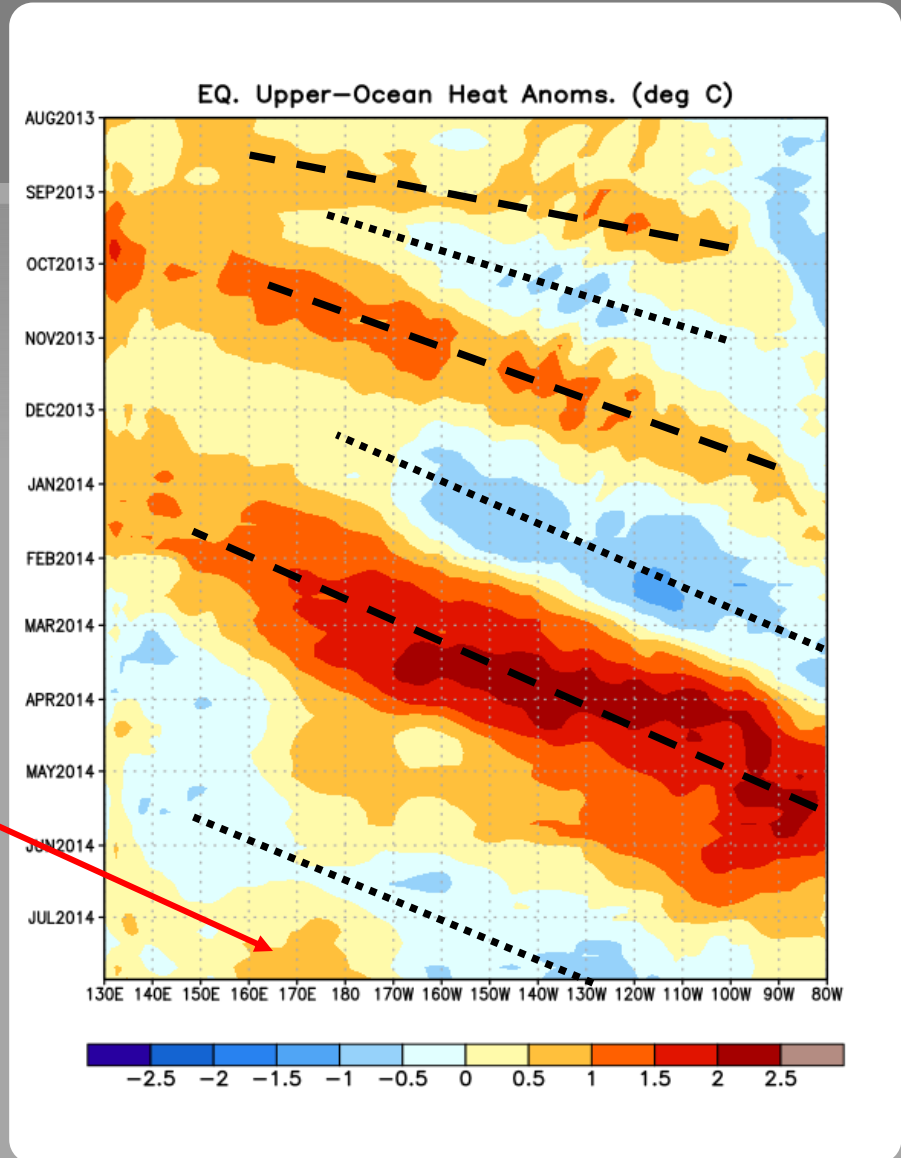 EQ. Upper-Ocean Heat Anoms. (deg C)
AUG2013
SEP2013
OCT2013
NOV2013
DEC2013
JAN2014
FEB2014
MAR2014
APR2014
MAY2014
JUN2014
JUL2014
130E 140E 150E 160E 170E 180 170W 160W 150W 140W 130W 120W 110W 100W 90W 80W
-2.5 -2 -1.5 -1 -0.5 0 0.5 1 1.5 2 2.5